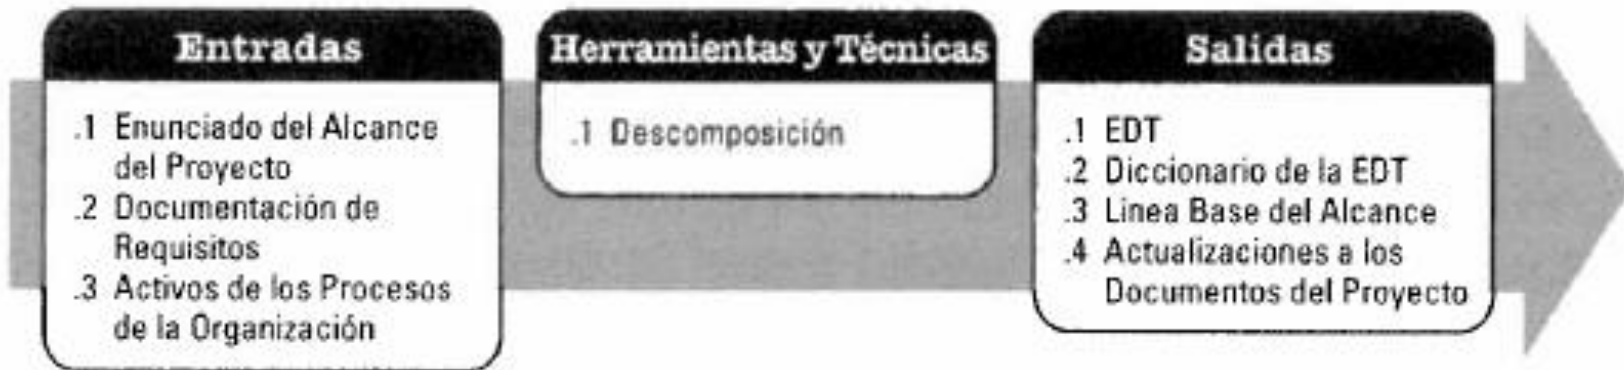 Entradas
.1 Enunciado del Alcance
del Proyecto
.2 Documentación de
Requisitos
.3 Activos de los Procesos
de la Organización
Herramientas y Técnicas
.1 Descomposición
Salidas
.1 EDT
.2 Diccionario de la EDT
.3 Linea Base del Alcance
.4 Actualizaciones a los
Documentos del Proyecto